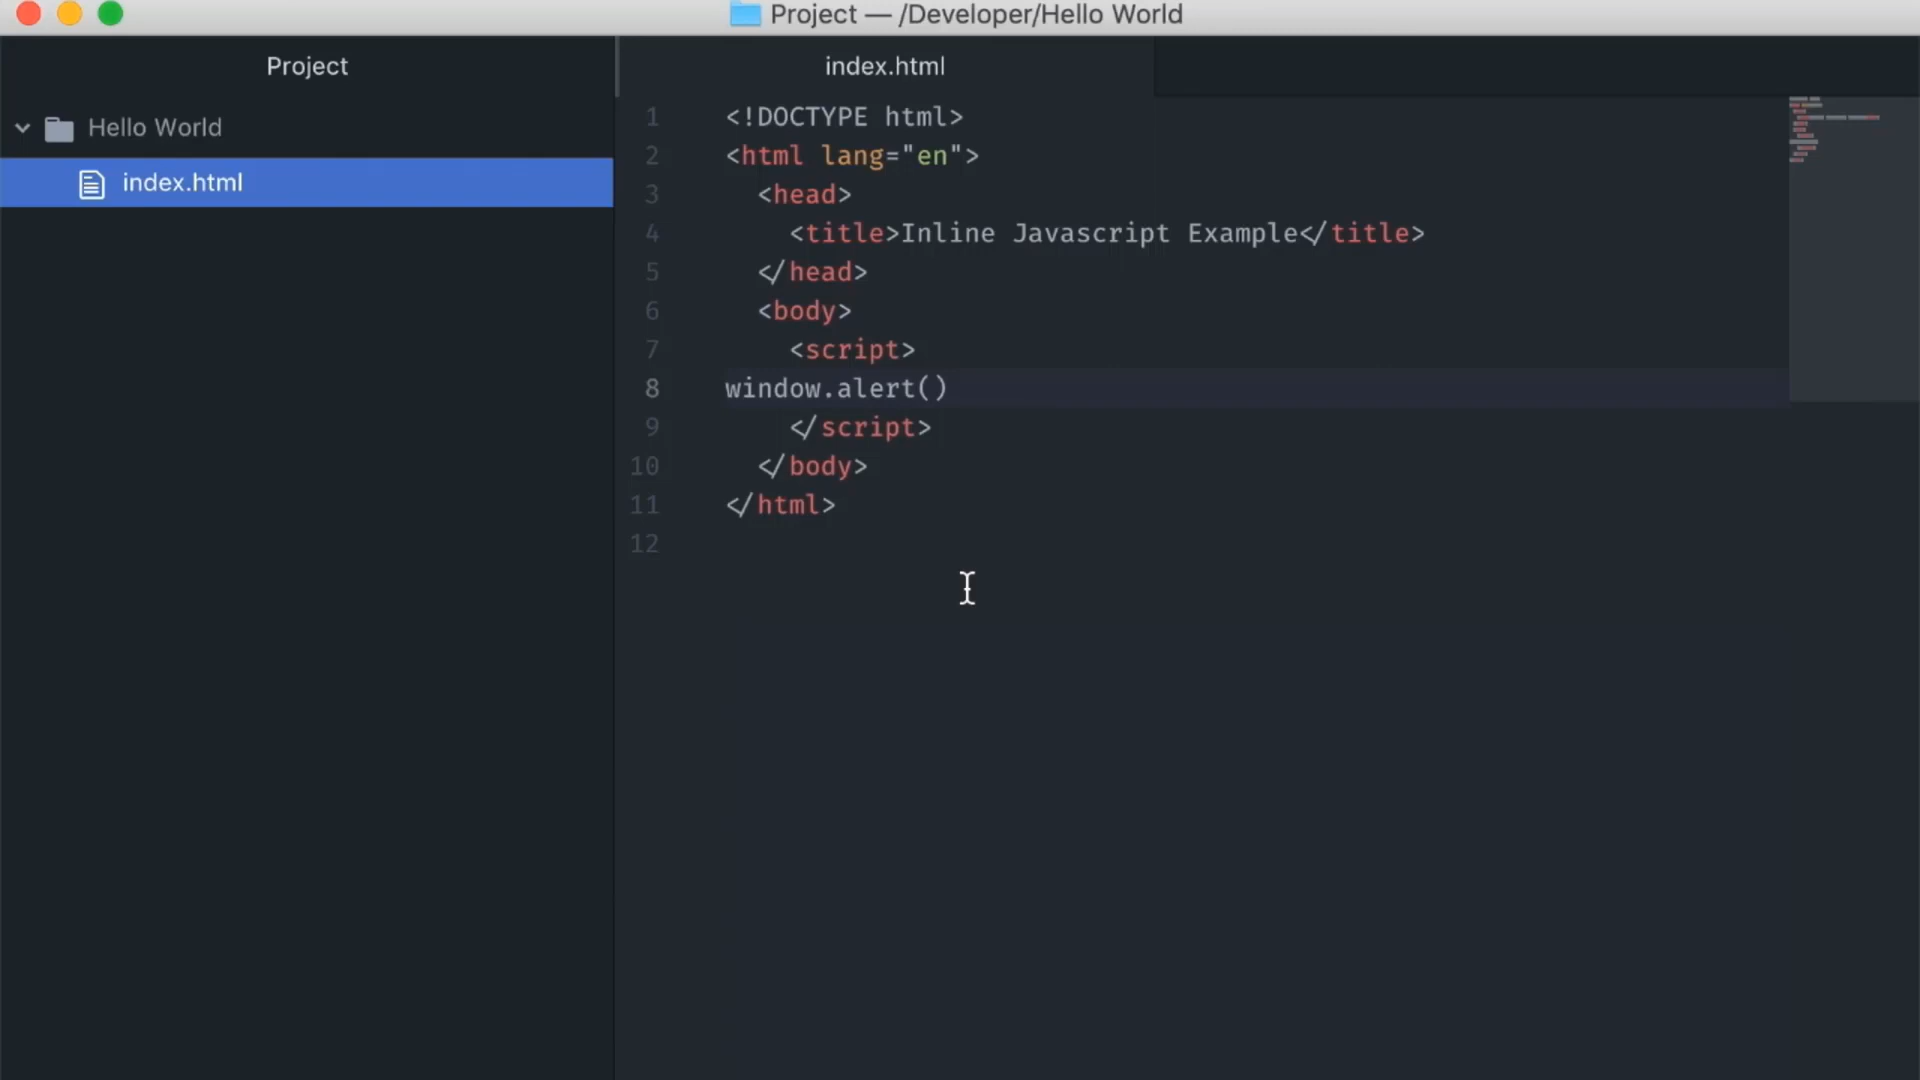 Project — /Developer/Hello World
Project
index.html
Hello World
index.html
1 <!DOCTYPE html>
2 <html lang="en">
3   <head>
4     <title>Inline Javascript Example</title>
5   </head>
6   <body>
7     <script>
8 window.alert()
9     </script>
10   </body>
11 </html>
12